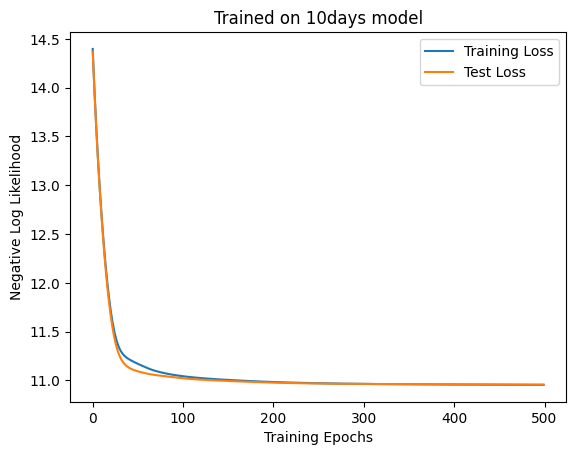 Trained on 10days model
Training Loss
Test Loss
Negative Log Likelihood
14.5
14.0
13.5
13.0
12.5
12.0
11.5
11.0
0
100
200
300
400
500
Training Epochs